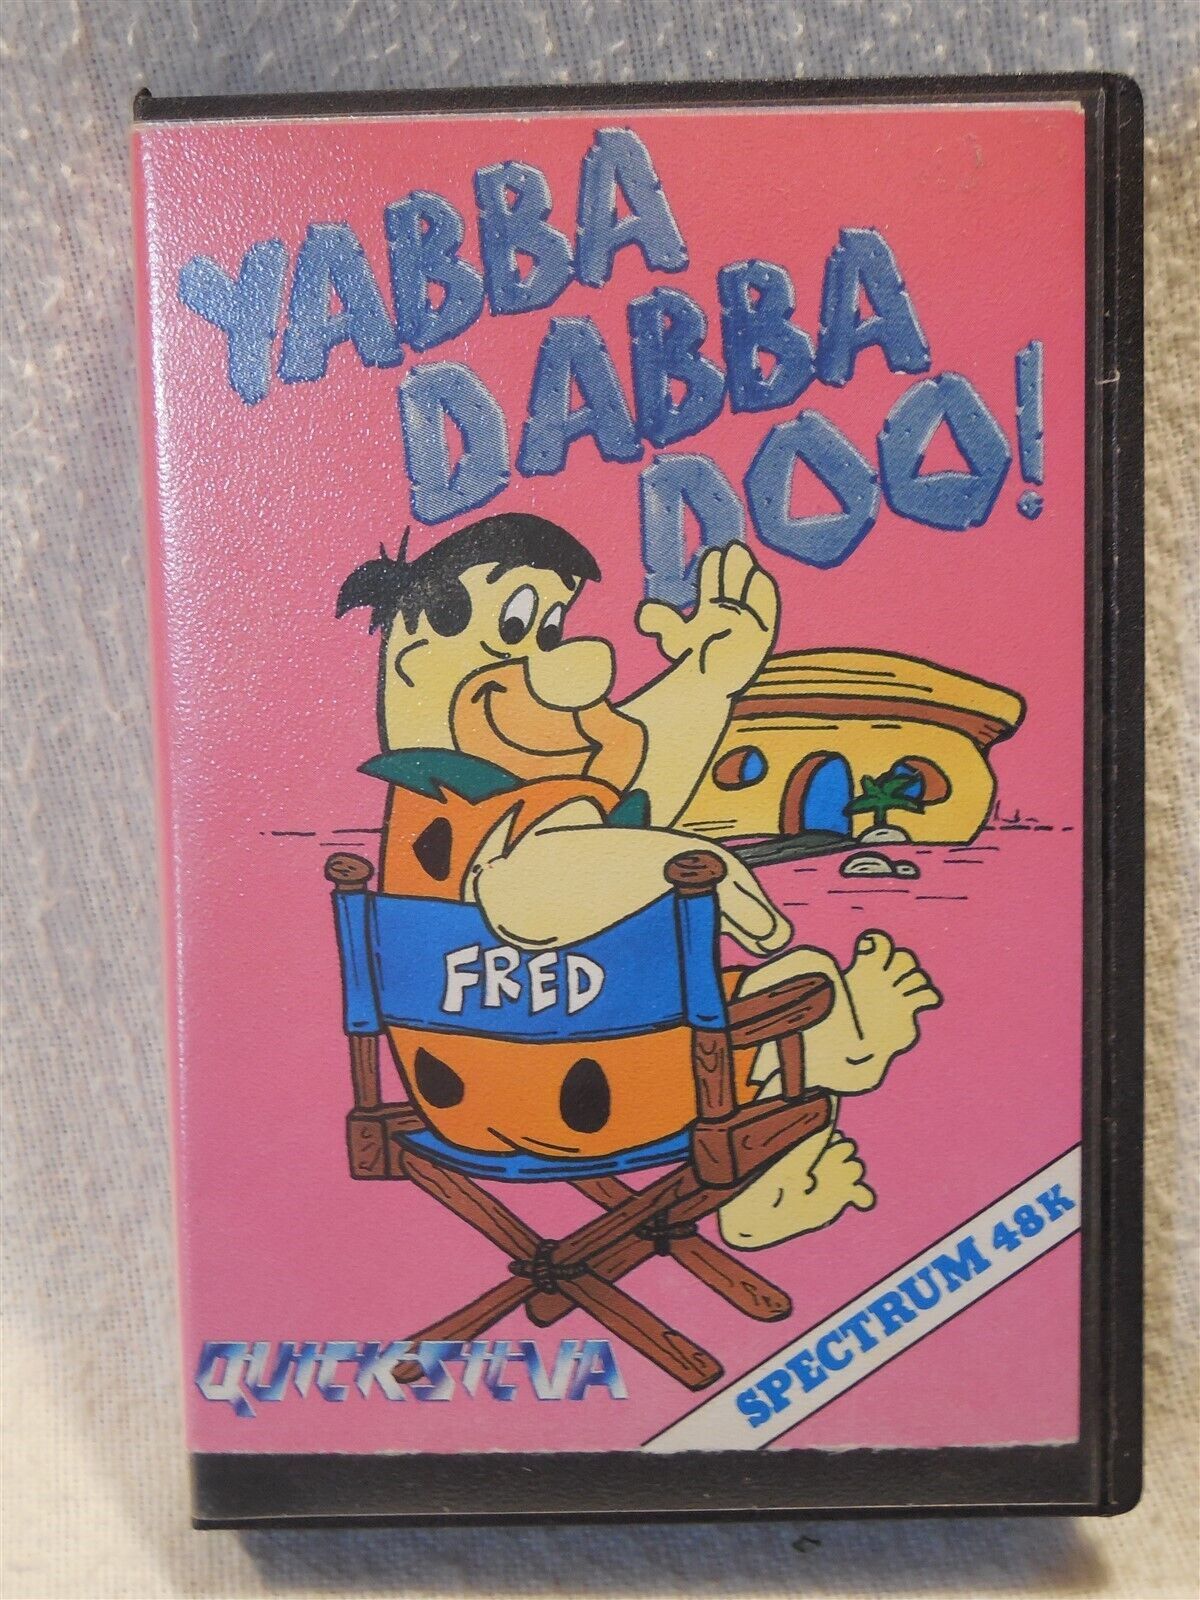 YABBA
DABBA
DOO!
FRED
SPECTRUM 48K
QUICKSILVA